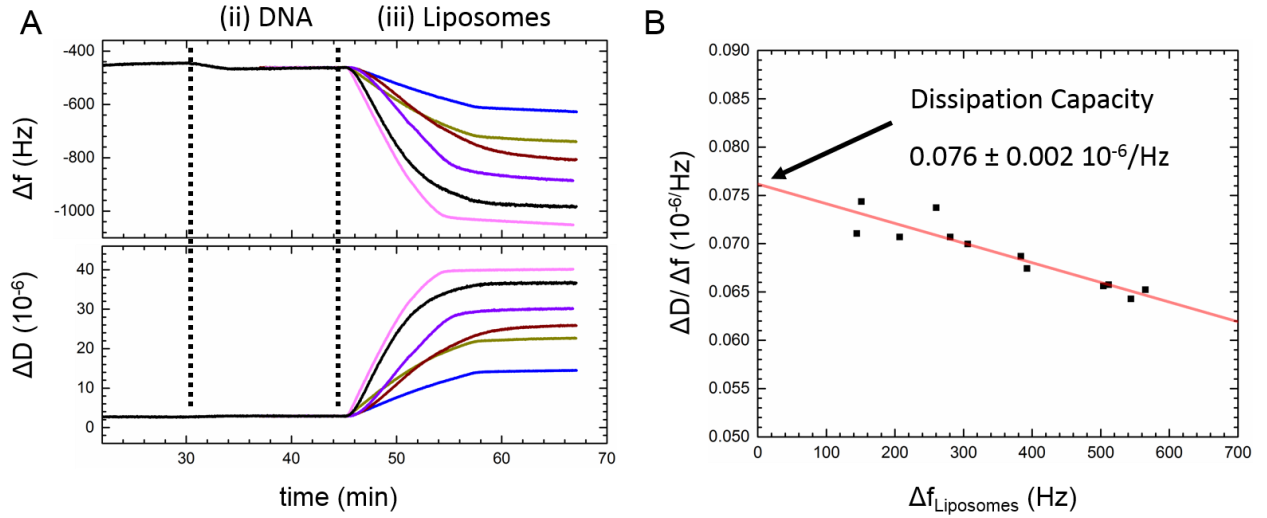 A
(ii) DNA
(iii) Liposomes
B
Δf (Hz)
-400
-600
-800
-1000
ΔD (10-6)
40
30
20
10
0
30
40
50
60
70
time (min)
ΔD/ Δf (10-6/Hz)
0.090
0.085
0.080
0.075
0.070
0.065
0.060
0.055
0.050
Dissipation Capacity
0.076 ± 0.002 10-6/Hz
0
100
200
300
400
500
600
700
ΔfLiposomes (Hz)